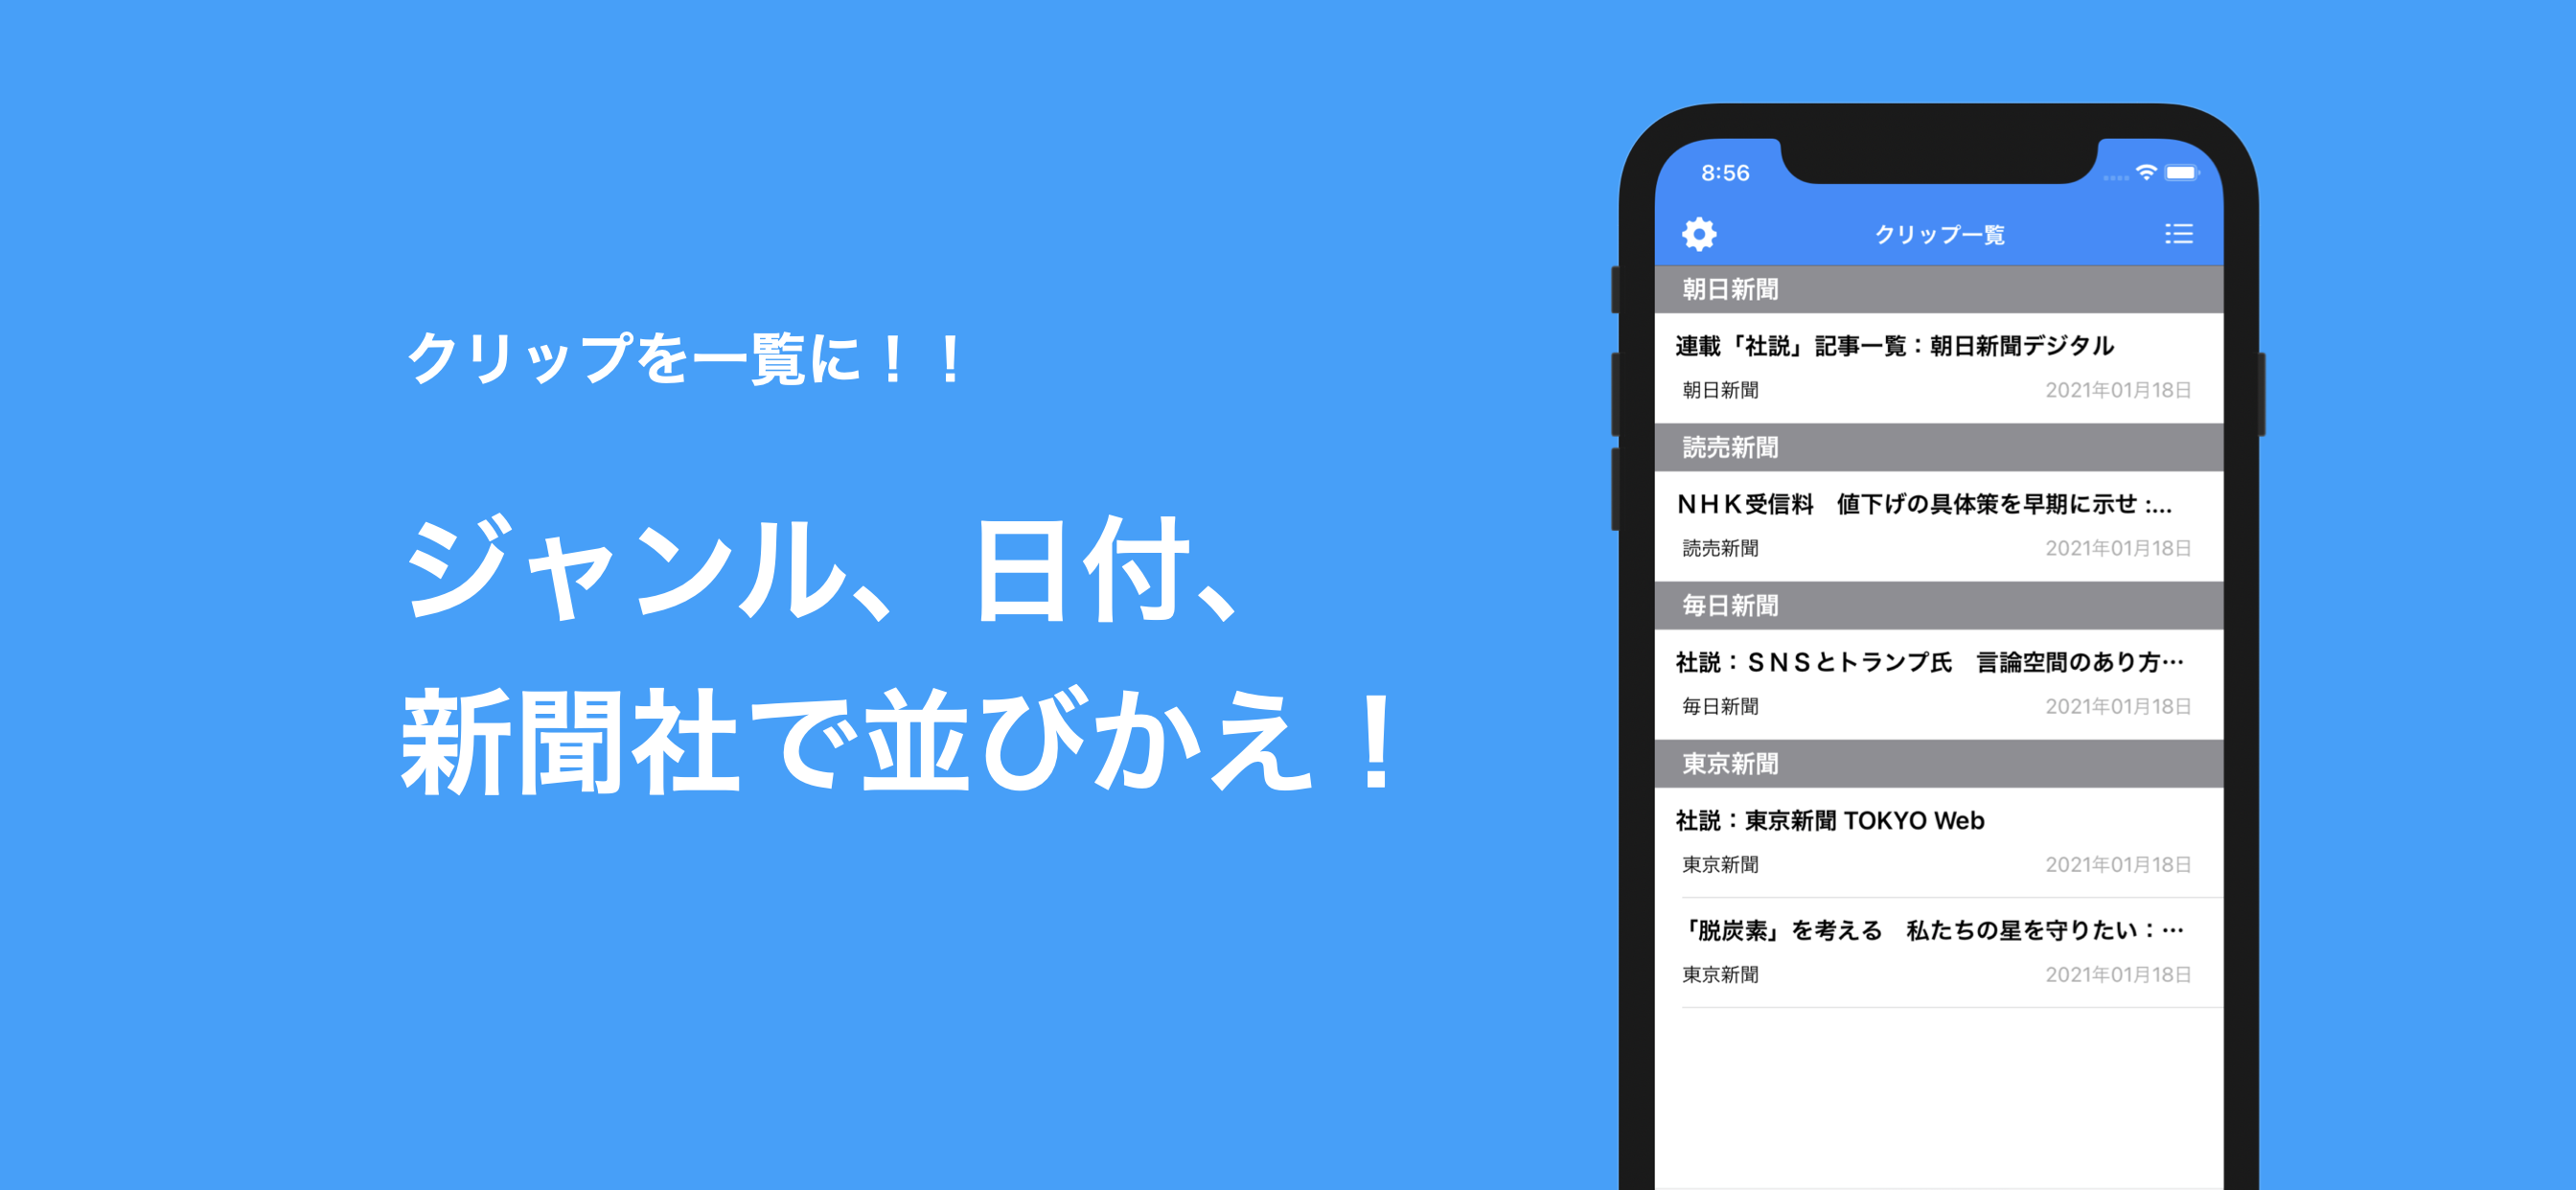 クリップを一覧に！！
ジャンル、日付、
新聞社で並びかえ！
8:56
クリップ一覧
朝日新聞
連載「社説」記事一覧：朝日新聞デジタル
朝日新聞 2021年01月18日
読売新聞
ＮＨＫ受信料　値下げの具体策を早期に示せ :...
読売新聞 2021年01月18日
毎日新聞
社説：ＳＮＳとトランプ氏　言論空間のあり方…
毎日新聞 2021年01月18日
東京新聞
社説：東京新聞 TOKYO Web
東京新聞 2021年01月18日
「脱炭素」を考える　私たちの星を守りたい：…
東京新聞 2021年01月18日